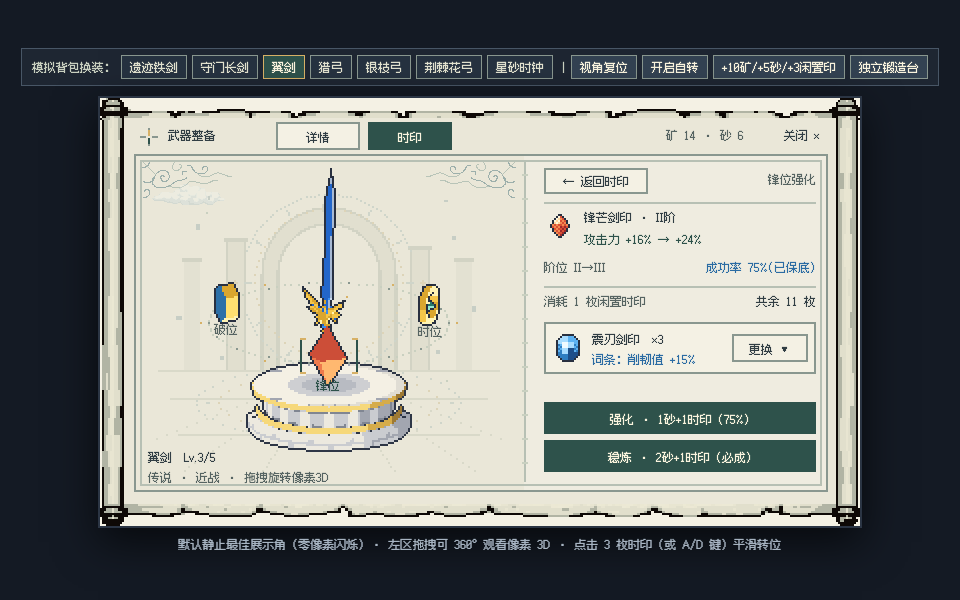 模拟背包换装: 遗迹铁剑 守门长剑 翼剑 猎弓 银枝弓 荆棘花弓 星砂时钟 | 视角复位 开启自转 +10矿/+5砂/+3闲置印 独立锻造台
武器整备 详情 时印 矿 14 · 砂 6 关闭 ×
← 返回时印 锋位强化
锋芒剑印 · II阶
攻击力 +16% → +24%
阶位 II→III 成功率 75%(已保底)
消耗 1 枚闲置时印 共余 11 枚
震刃剑印 ×3
词条: 削韧值 +15%
更换 ▼
强化 · 1砂+1时印 (75%)
稳炼 · 2砂+1时印 (必成)
破位
时位
锋位
翼剑 Lv.3/5
传说 · 近战 · 拖拽旋转像素3D
默认静止最佳展示角 (零像素闪烁) · 左区拖拽可 360° 观看像素 3D · 点击 3 枚时印 (或 A/D 键) 平滑转位